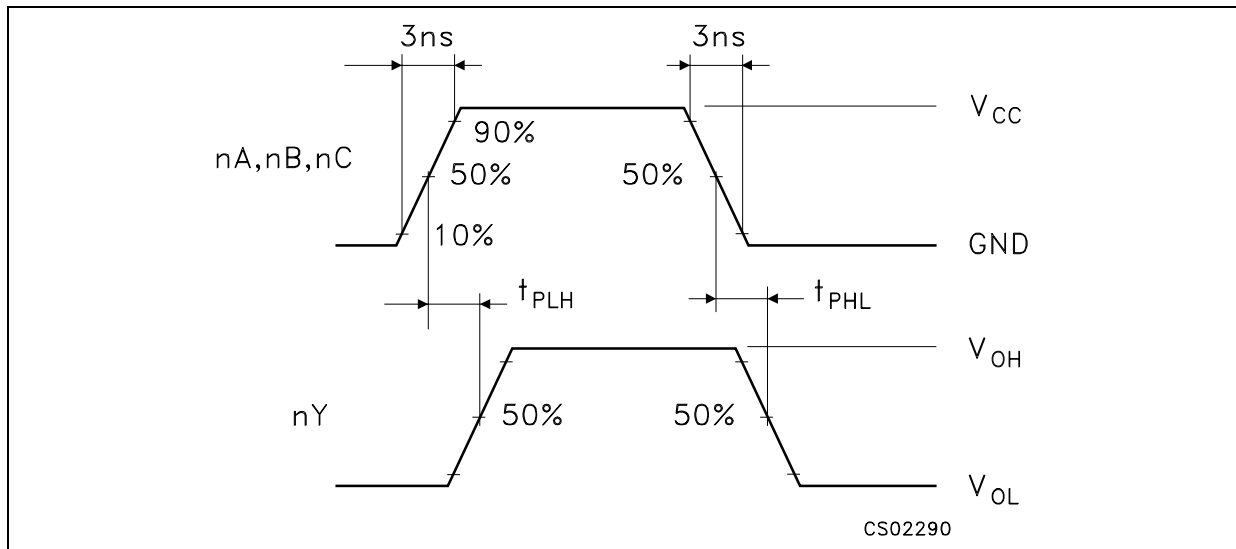 3ns 3ns
V_CC
90%
nA,nB,nC 50% 50%
10% GND
t_PLH t_PHL
V_OH
nY 50% 50%
V_OL
CS02290